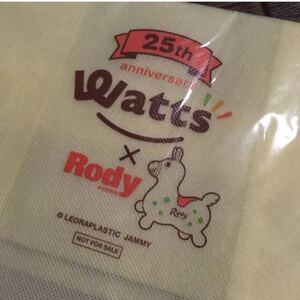 25th
anniversary
Watts
×
Rody
© LEDRAPLASTIC JAMMY
NOT FOR SALE
Rody